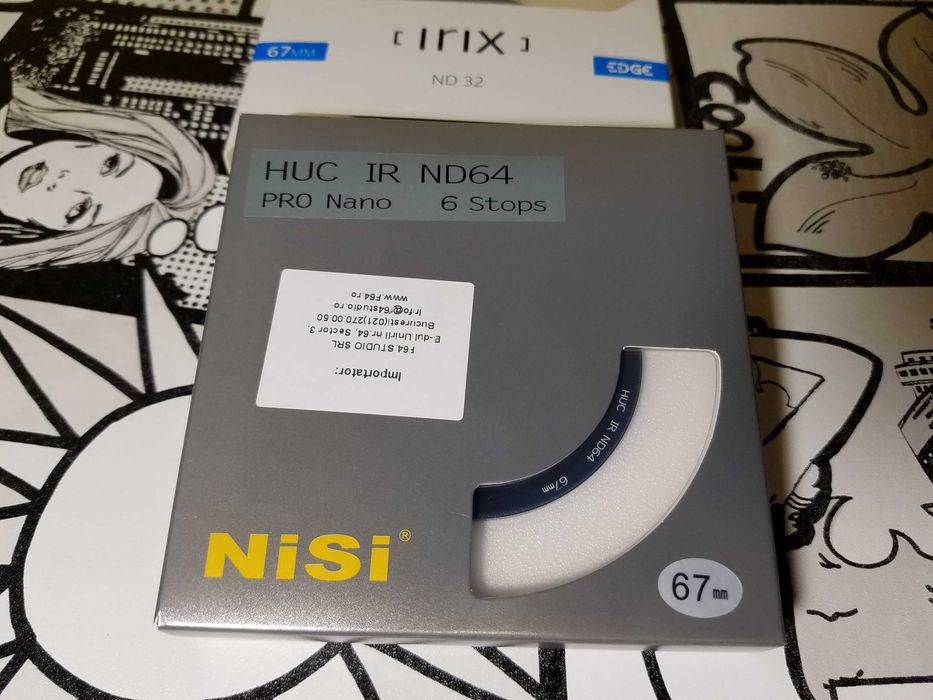 [ irix ]
67MM
EDGE
ND 32
Cooki
HUC IR ND64
PRO Nano 6 Stops
Importator:
F64 STUDIO SRL
E-dul Unirii nr.64, Sector 3,
Bucuresti(021)270.00.50
Info@f64studio.ro
www.F64.ro
HUC IR ND64 67mm
NiSi®
67mm